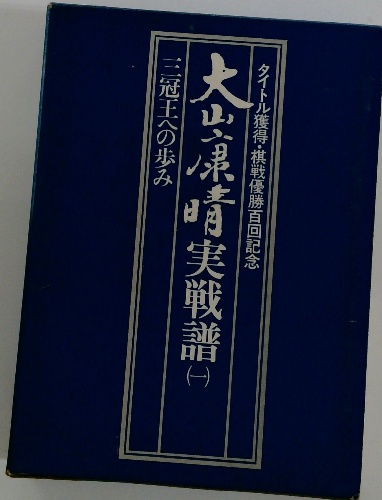 タイトル獲得・棋戦優勝百回記念
大山康晴実戦譜(一)
三冠王への歩み